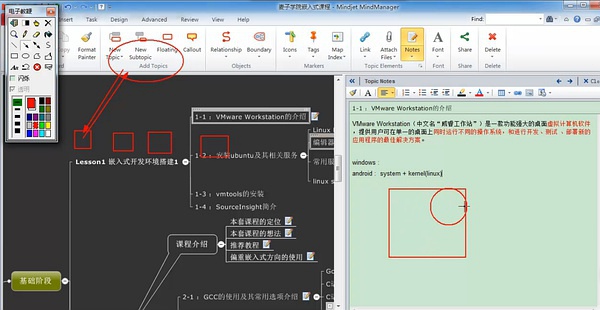 麦子学院嵌入式课程 - Mindjet MindManager
电子教鞭
Find:
Format Painter
New Topic
New Subtopic
Floating
Callout
Relationship
Boundary
Objects
Icons
Tags
Map Index
Link
Attach Files
Notes
Share
Delete
Add Topics
Topic Elements
Share
Delete
闪烁
透明
Topic Notes
1-1：VMware Workstation的介绍
Lesson1 嵌入式开发环境搭建1
1-2：安装ubuntu及其相关服务
Linux
编辑器
常用服
linux s
1-3：vmtools的安装
1-4：SourceInsight简介
课程介绍
本套课程的定位
本套课程的想法
推荐教程
偏重嵌入式方向的使用
基础阶段
2-1：GCC的使用及其常用选项介绍
1-1：VMware Workstation的介绍
VMware Workstation（中文名“威睿工作站”）是一款功能强大的桌面虚拟计算机软件
，提供用户可在单一的桌面上同时运行不同的操作系统，和进行开发、测试 、部署新的
应用程序的最佳解决方案。
windows：
android： system + kernel(linux)